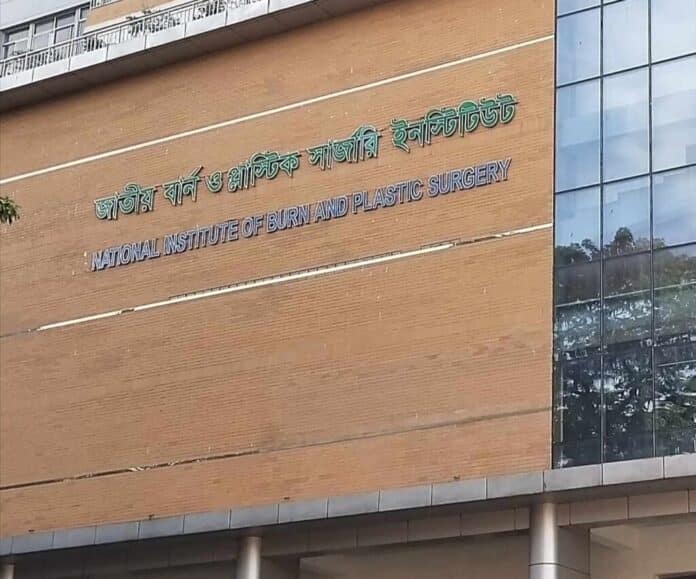 জাতীয় বার্ন ও প্লাস্টিক সার্জারি ইনস্টিটিউট
NATIONAL INSTITUTE OF BURN AND PLASTIC SURGERY